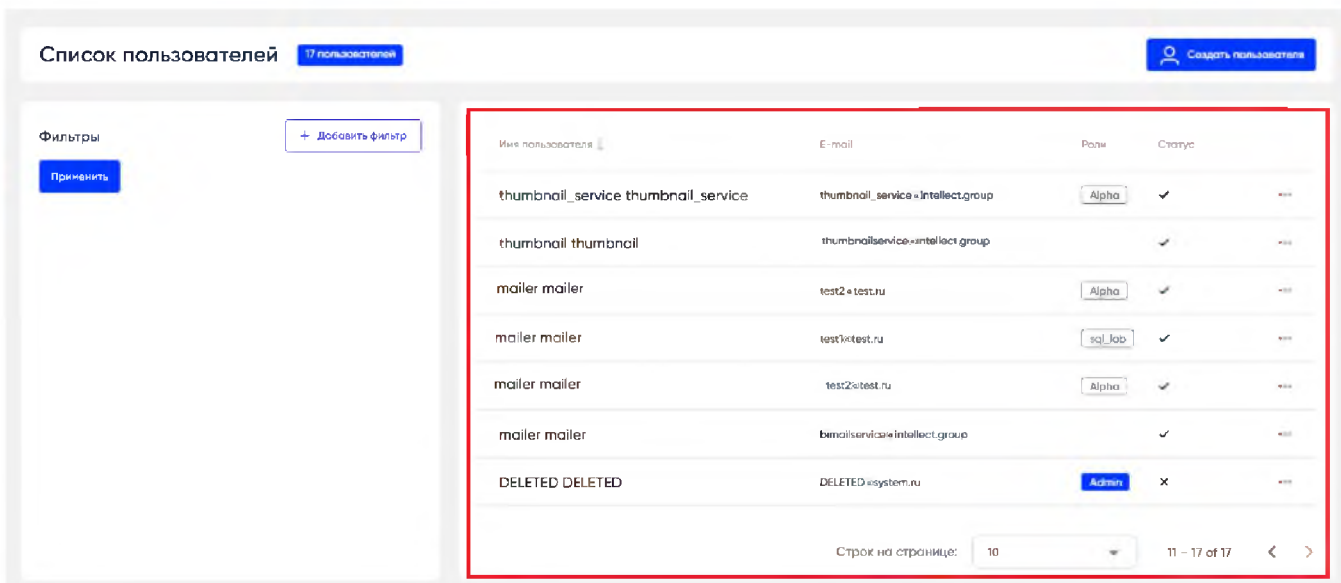 Список пользователей 17 пользователей Создать пользователя
Фильтры + Добавить фильтр
Применить
Имя пользователя E-mail Роли Статус
thumbnail_service thumbnail_service thumbnail_service@intellect.group Alpha
thumbnail thumbnail thumbnailservice@intellect.group
mailer mailer test2@test.ru Alpha
mailer mailer test1@test.ru sql_lab
mailer mailer test2@test.ru Alpha
mailer mailer bimailservice@intellect.group
DELETED DELETED DELETED@system.ru Admin
Строк на странице: 10 11 – 17 of 17